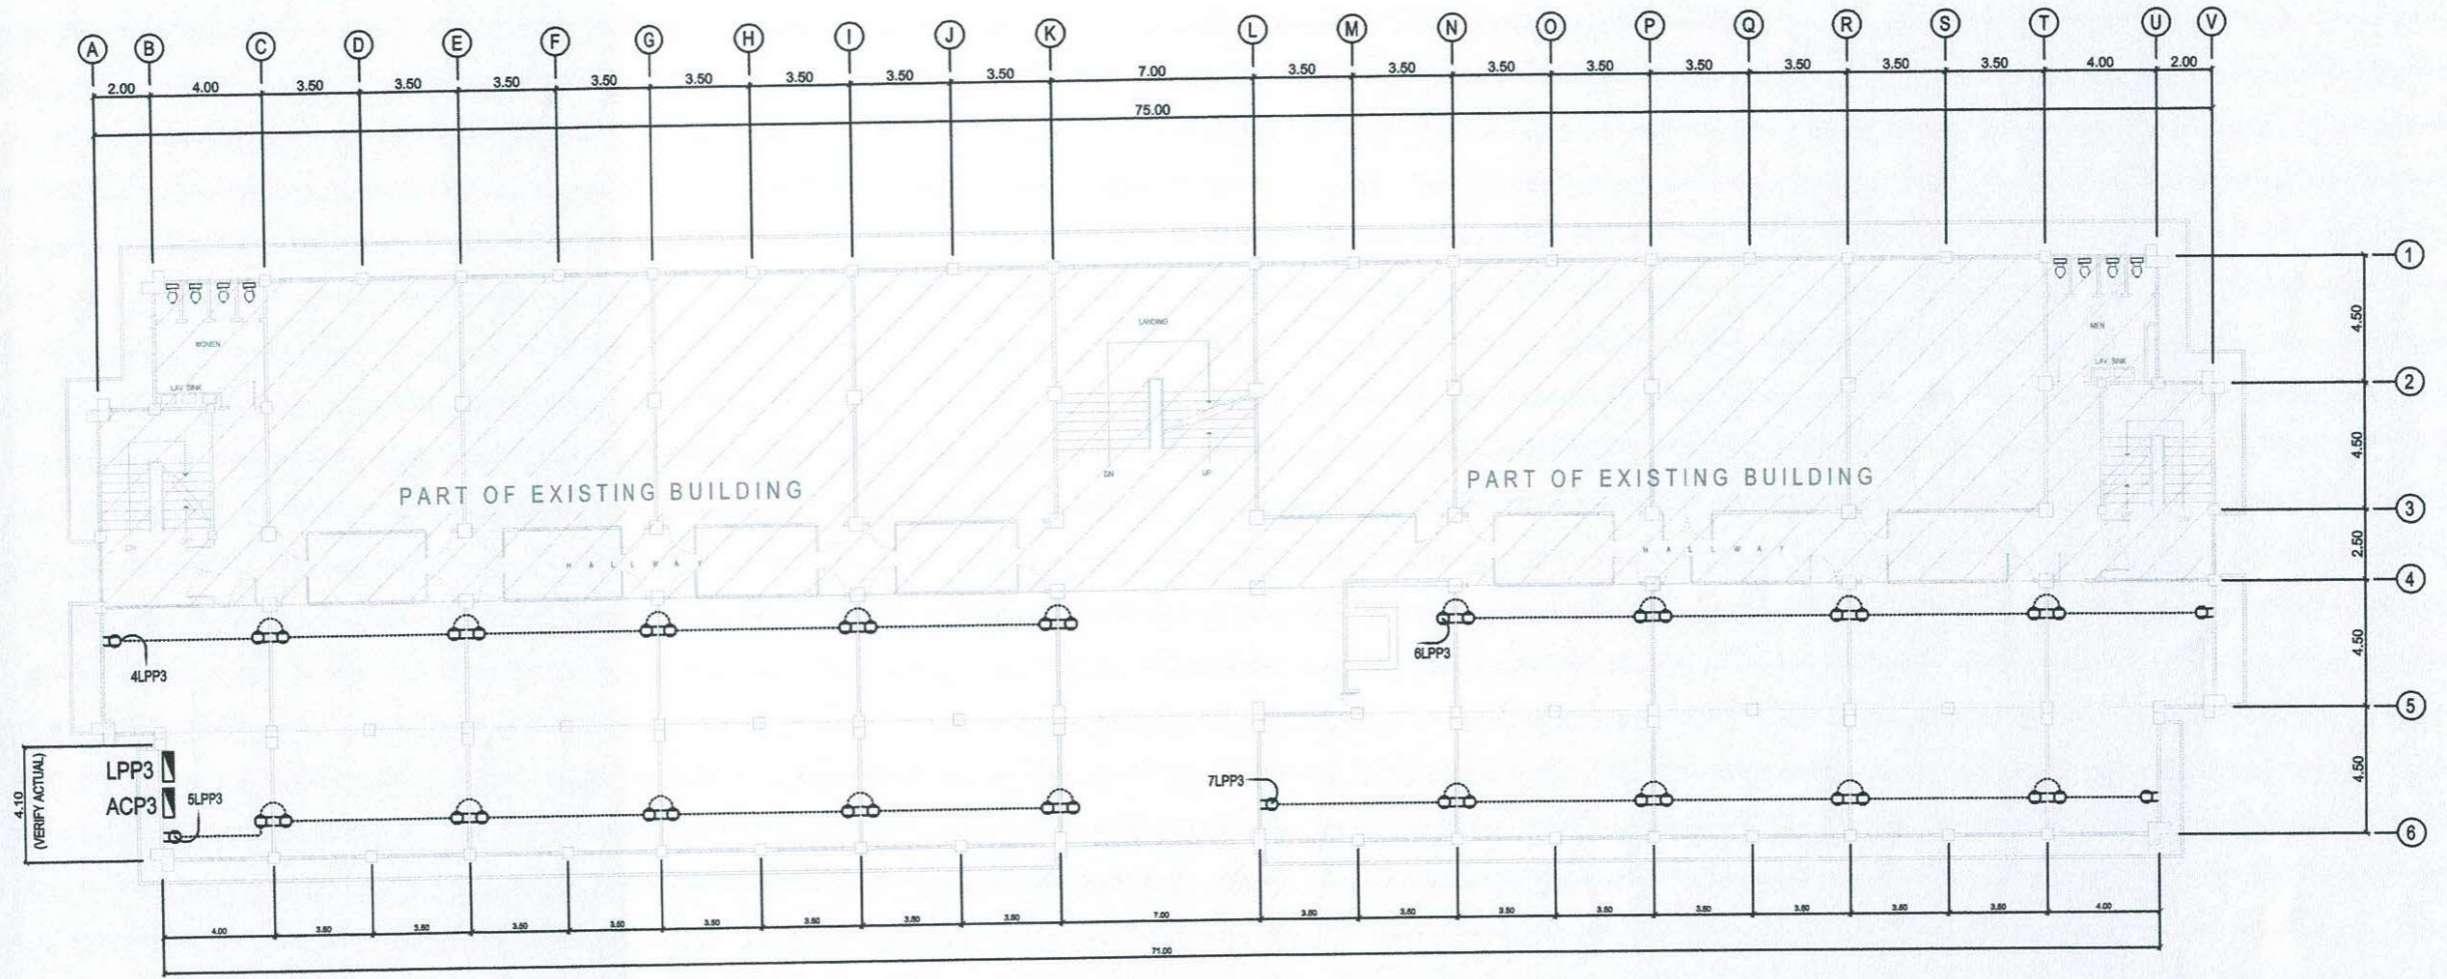 A B C D E F G H I J K L M N O P Q R S T U V
2.00 4.00 3.50 3.50 3.50 3.50 3.50 3.50 3.50 3.50 7.00 3.50 3.50 3.50 3.50 3.50 3.50 3.50 3.50 4.00 2.00
75.00
1
4.50
LANDING
WOMEN
MEN
LAV. SINK
LAV. SINK
2
4.50
DN
UP
PART OF EXISTING BUILDING
PART OF EXISTING BUILDING
3
2.50
HALLWAY
HALLWAY
4
4.50
4LPP3
6LPP3
5
4.50
LPP3
ACP3
5LPP3
7LPP3
4.10
(VERIFY ACTUAL)
6
4.00 3.50 3.50 3.50 3.50 3.50 3.50 3.50 3.50 7.00 3.50 3.50 3.50 3.50 3.50 3.50 3.50 3.50 4.00
71.00